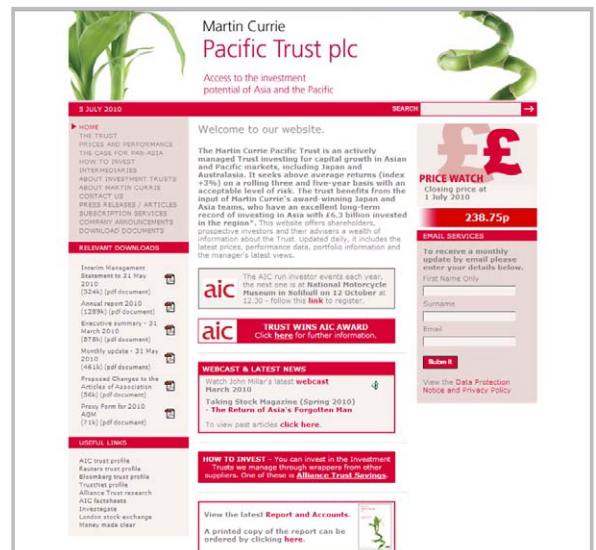 Martin Currie
Pacific Trust plc
Access to the investment
potential of Asia and the Pacific
5 JULY 2010
SEARCH
HOME
THE TRUST
PRICES AND PERFORMANCE
THE CASE FOR PAN-ASIA
HOW TO INVEST
INTERMEDIARIES
ABOUT INVESTMENT TRUSTS
ABOUT MARTIN CURRIE
CONTACT US
PRESS RELEASES / ARTICLES
SUBSCRIPTION SERVICES
COMPANY ANNOUNCEMENTS
DOWNLOAD DOCUMENTS
RELEVANT DOWNLOADS
Interim Management
Statement to 31 May
2010
(324k) (pdf document)
Annual report 2010
(1289k) (pdf document)
Executive summary - 31
March 2010
(878k) (pdf document)
Monthly update - 31 May
2010
(461k) (pdf document)
Proposed Changes to the
Articles of Association
(56k) (pdf document)
Proxy Form for 2010
AGM
(71k) (pdf document)
USEFUL LINKS
AIC trust profile
Reuters trust profile
Bloomberg trust profile
TrustNet profile
Alliance Trust research
AIC factsheets
Investegate
London stock exchange
Money made clear
Welcome to our website.
The Martin Currie Pacific Trust is an actively
managed Trust investing for capital growth in Asian
and Pacific markets, including Japan and
Australasia. It seeks above average returns (index
+3%) on a rolling three and five-year basis with an
acceptable level of risk. The trust benefits from the
input of Martin Currie's award-winning Japan and
Asia teams, who have an excellent long-term
record of investing in Asia with £6.3 billion invested
in the region*. This website offers shareholders,
prospective investors and their advisers a wealth of
information about the Trust. Updated daily, it includes the
latest prices, performance data, portfolio information and
the manager's latest views.
aic
The AIC run investor events each year,
the next one is at National Motorcycle
Museum in Solihull on 12 October at
12.30 - follow this link to register.
aic
TRUST WINS AIC AWARD
Click here for further information.
WEBCAST & LATEST NEWS
Watch John Millar's latest webcast
March 2010
Taking Stock Magazine (Spring 2010)
- The Return of Asia's Forgotten Man
To view past articles click here.
HOW TO INVEST - You can invest in the Investment
Trusts we manage through wrappers from other
suppliers. One of these is Alliance Trust Savings.
View the latest Report and Accounts.
A printed copy of the report can be
ordered by clicking here.
££
PRICE WATCH
Closing price at
1 July 2010
238.75p
EMAIL SERVICES
To receive a monthly
update by email please
enter your details below.
First Name Only
Surname
Email
Submit
View the Data Protection
Notice and Privacy Policy